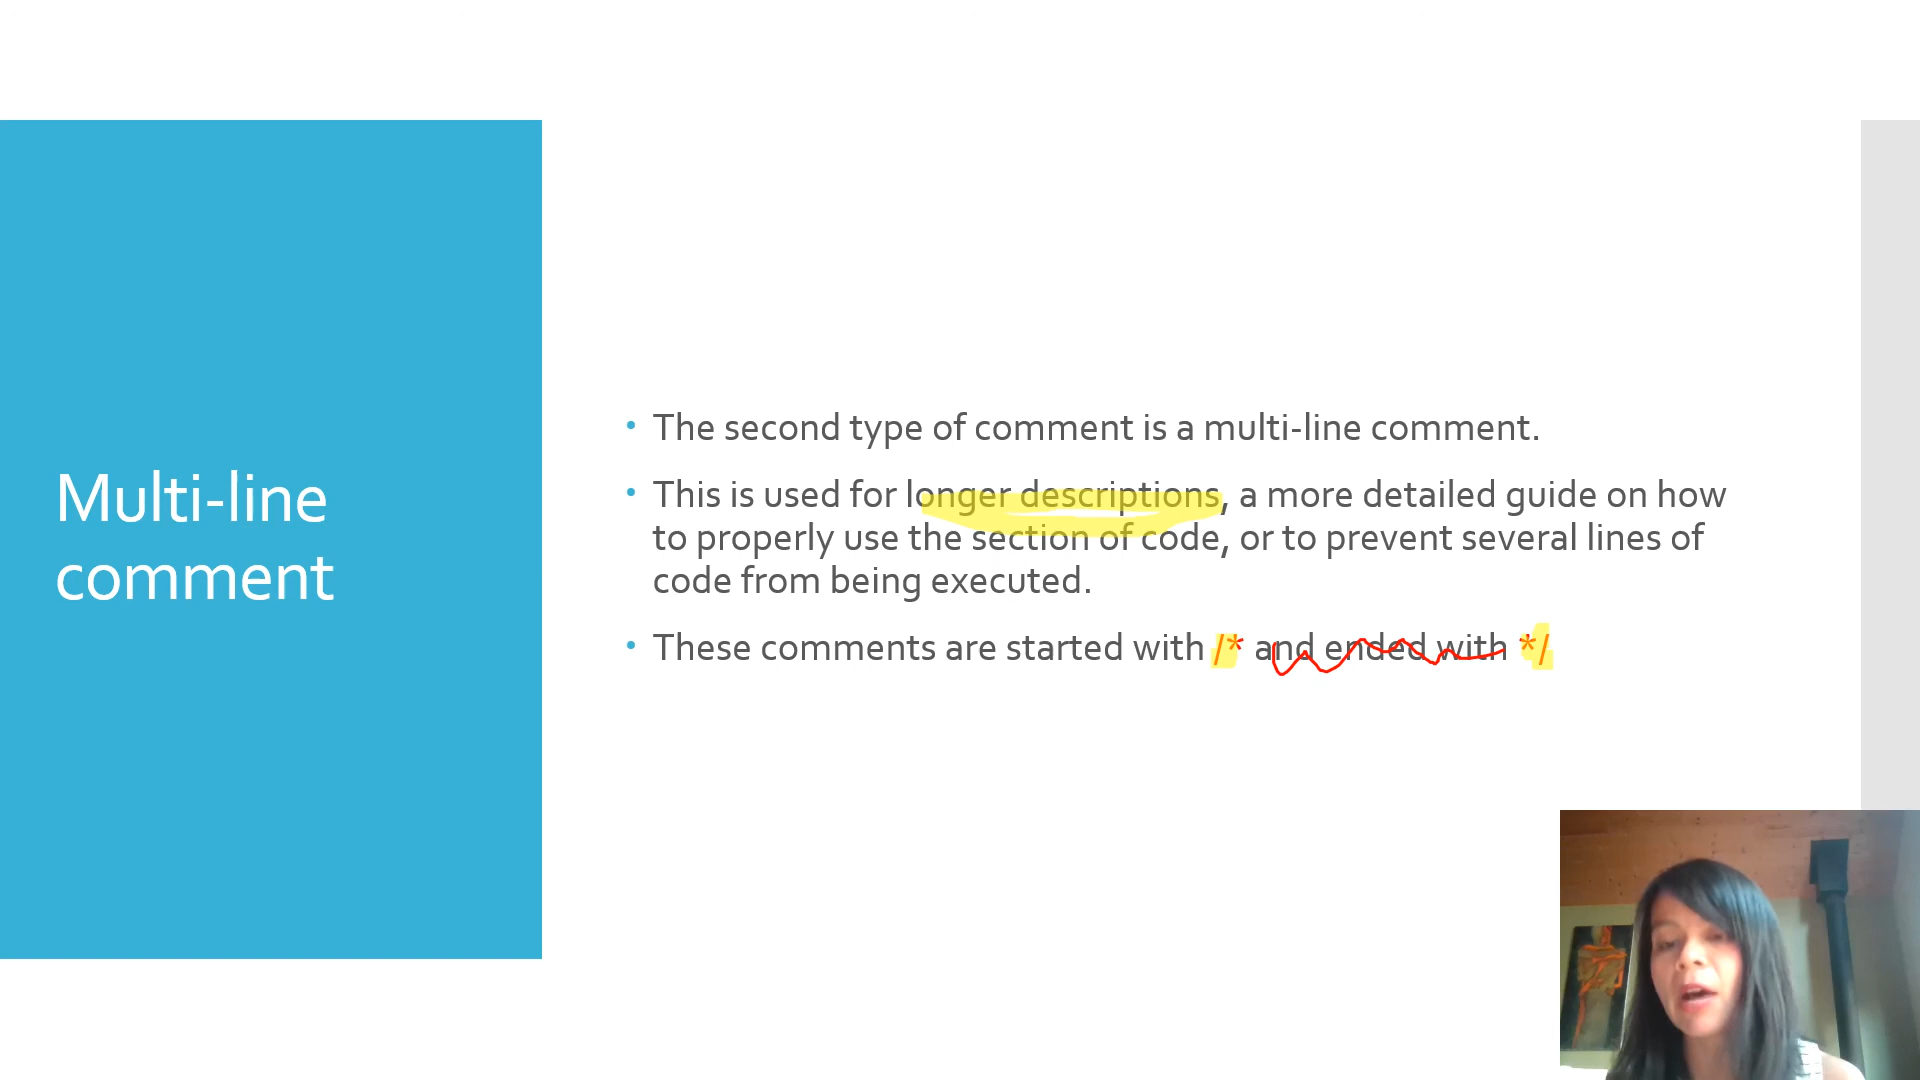 Multi-line
comment
• The second type of comment is a multi-line comment.
• This is used for longer descriptions, a more detailed guide on how
to properly use the section of code, or to prevent several lines of
code from being executed.
• These comments are started with /* and ended with */